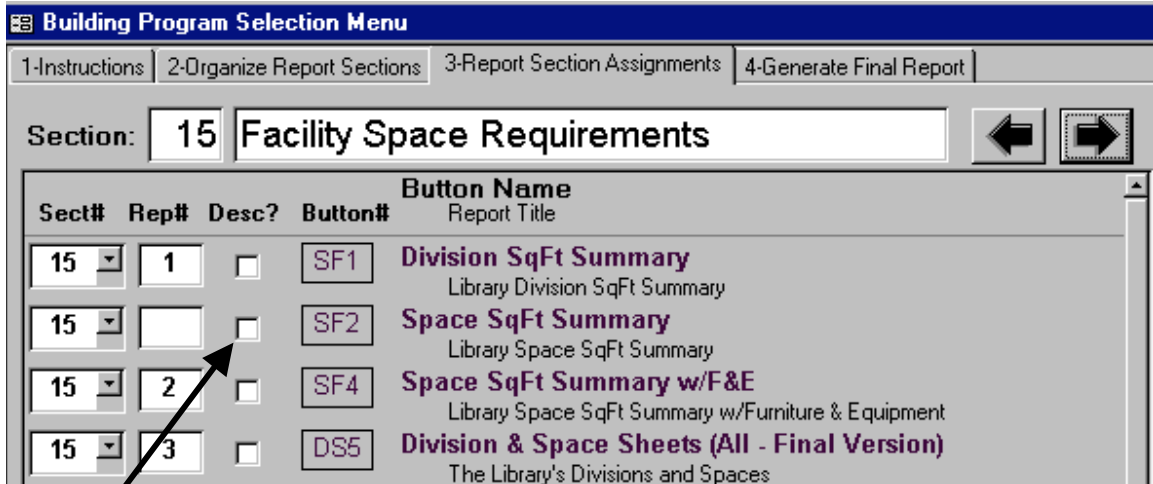 Building Program Selection Menu
1-Instructions 2-Organize Report Sections 3-Report Section Assignments 4-Generate Final Report
Section: 15 Facility Space Requirements
Button Name
Sect# Rep# Desc? Button# Report Title
15 1 SF1 Division SqFt Summary
Library Division SqFt Summary
15 SF2 Space SqFt Summary
Library Space SqFt Summary
15 2 SF4 Space SqFt Summary w/F&E
Library Space SqFt Summary w/Furniture & Equipment
15 3 DS5 Division & Space Sheets (All - Final Version)
The Library's Divisions and Spaces